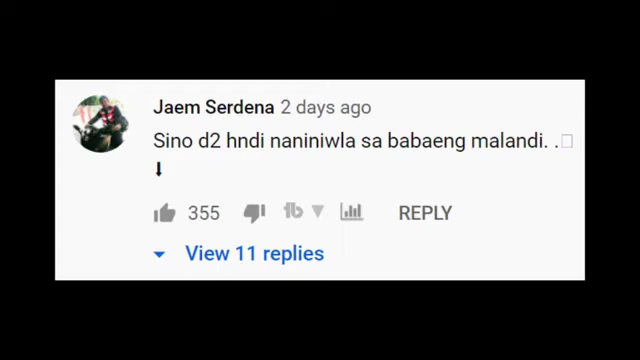 Jaem Serdena 2 days ago
Sino d2 hndi naniniwla sa babaeng malandi. .
⬇
355 REPLY
View 11 replies